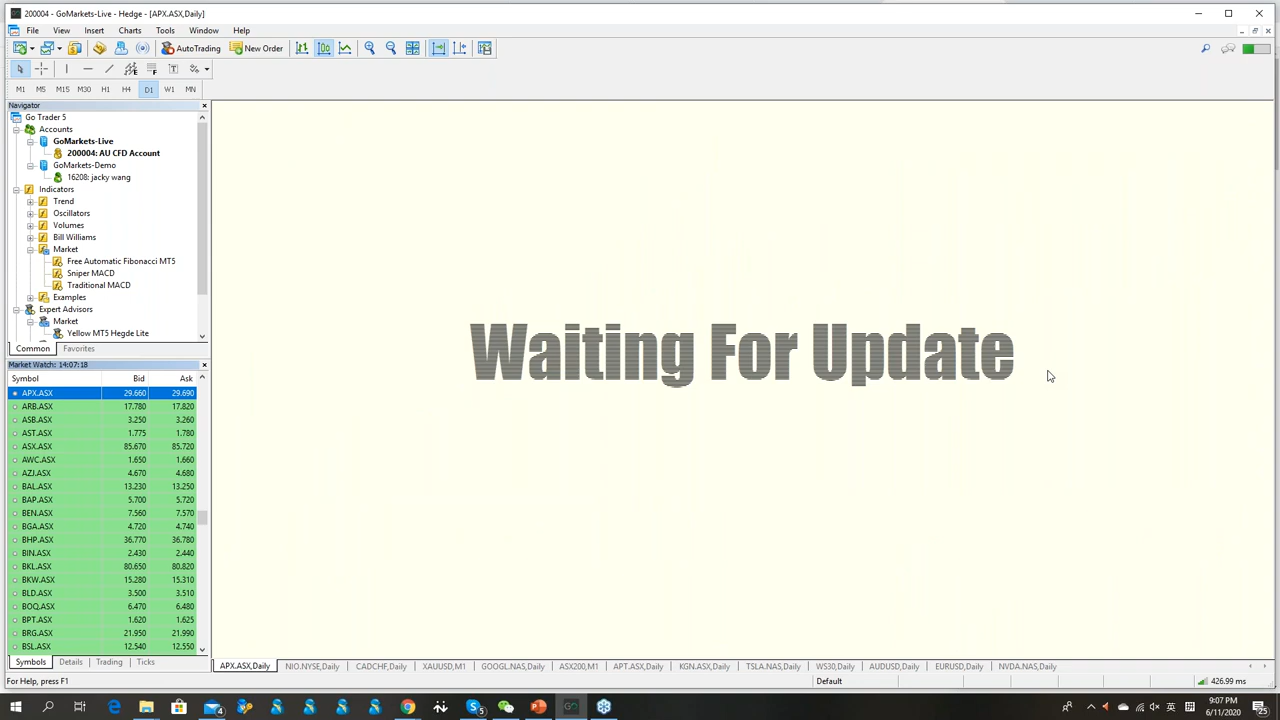 200004 - GoMarkets-Live - Hedge - [APX.ASX,Daily]
File View Insert Charts Tools Window Help
AutoTrading New Order
M1 M5 M15 M30 H1 H4 D1 W1 MN
Navigator
Go Trader 5
Accounts
GoMarkets-Live
200004: AU CFD Account
GoMarkets-Demo
16208: jacky wang
Indicators
Trend
Oscillators
Volumes
Bill Williams
Market
Free Automatic Fibonacci MT5
Sniper MACD
Traditional MACD
Examples
Expert Advisors
Market
Yellow MT5 Hegde Lite
Common Favorites
Market Watch: 14:07:18
Symbol Bid Ask
APX.ASX 29.660 29.690
ARB.ASX 17.780 17.820
ASB.ASX 3.250 3.260
AST.ASX 1.775 1.780
ASX.ASX 85.670 85.720
AWC.ASX 1.650 1.660
AZJ.ASX 4.670 4.680
BAL.ASX 13.230 13.250
BAP.ASX 5.700 5.720
BEN.ASX 7.560 7.570
BGA.ASX 4.720 4.740
BHP.ASX 36.770 36.780
BIN.ASX 2.430 2.440
BKL.ASX 80.650 80.820
BKW.ASX 15.280 15.310
BLD.ASX 3.500 3.510
BOQ.ASX 6.470 6.480
BPT.ASX 1.620 1.625
BRG.ASX 21.950 21.990
BSL.ASX 12.540 12.550
Symbols Details Trading Ticks
Waiting For Update
APX.ASX,Daily NIO.NYSE,Daily CADCHF,Daily XAUUSD,M1 GOOGL.NAS,Daily ASX200,M1 APT.ASX,Daily KGN.ASX,Daily TSLA.NAS,Daily WS30,Daily AUDUSD,Daily EURUSD,Daily NVDA.NAS,Daily
For Help, press F1 Default 426.99 ms
英 9:07 PM
6/11/2020